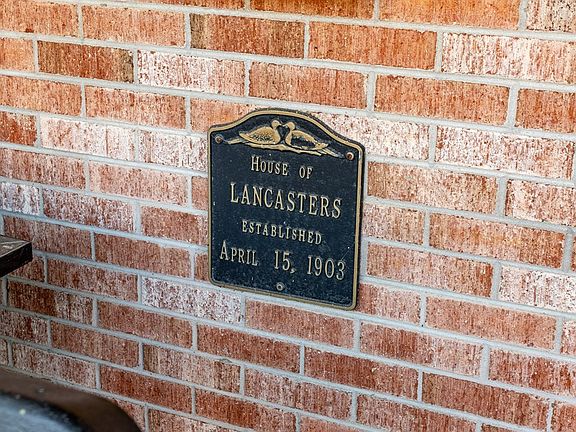 House of
LANCASTERS
ESTABLISHED
April 15, 1903